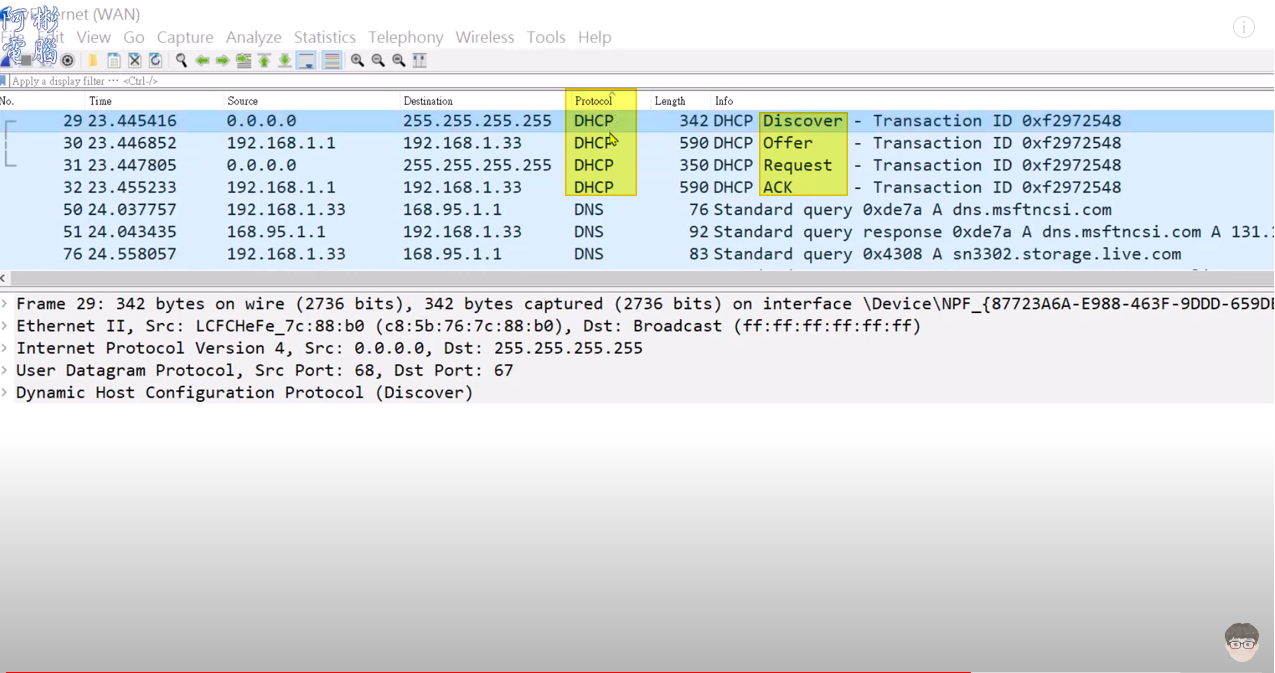 阿彬
電腦
Ethernet (WAN)
Edit View Go Capture Analyze Statistics Telephony Wireless Tools Help
Apply a display filter ··· <Ctrl-/>
No. Time Source Destination Protocol Length Info
29 23.445416 0.0.0.0 255.255.255.255 DHCP 342 DHCP Discover - Transaction ID 0xf2972548
30 23.446852 192.168.1.1 192.168.1.33 DHCP 590 DHCP Offer - Transaction ID 0xf2972548
31 23.447805 0.0.0.0 255.255.255.255 DHCP 350 DHCP Request - Transaction ID 0xf2972548
32 23.455233 192.168.1.1 192.168.1.33 DHCP 590 DHCP ACK - Transaction ID 0xf2972548
50 24.037757 192.168.1.33 168.95.1.1 DNS 76 Standard query 0xde7a A dns.msftncsi.com
51 24.043435 168.95.1.1 192.168.1.33 DNS 92 Standard query response 0xde7a A dns.msftncsi.com A 131.1
76 24.558057 192.168.1.33 168.95.1.1 DNS 83 Standard query 0x4308 A sn3302.storage.live.com
Frame 29: 342 bytes on wire (2736 bits), 342 bytes captured (2736 bits) on interface \Device\NPF_{87723A6A-E988-463F-9DDD-659DE
Ethernet II, Src: LCFCHeFe_7c:88:b0 (c8:5b:76:7c:88:b0), Dst: Broadcast (ff:ff:ff:ff:ff:ff)
Internet Protocol Version 4, Src: 0.0.0.0, Dst: 255.255.255.255
User Datagram Protocol, Src Port: 68, Dst Port: 67
Dynamic Host Configuration Protocol (Discover)